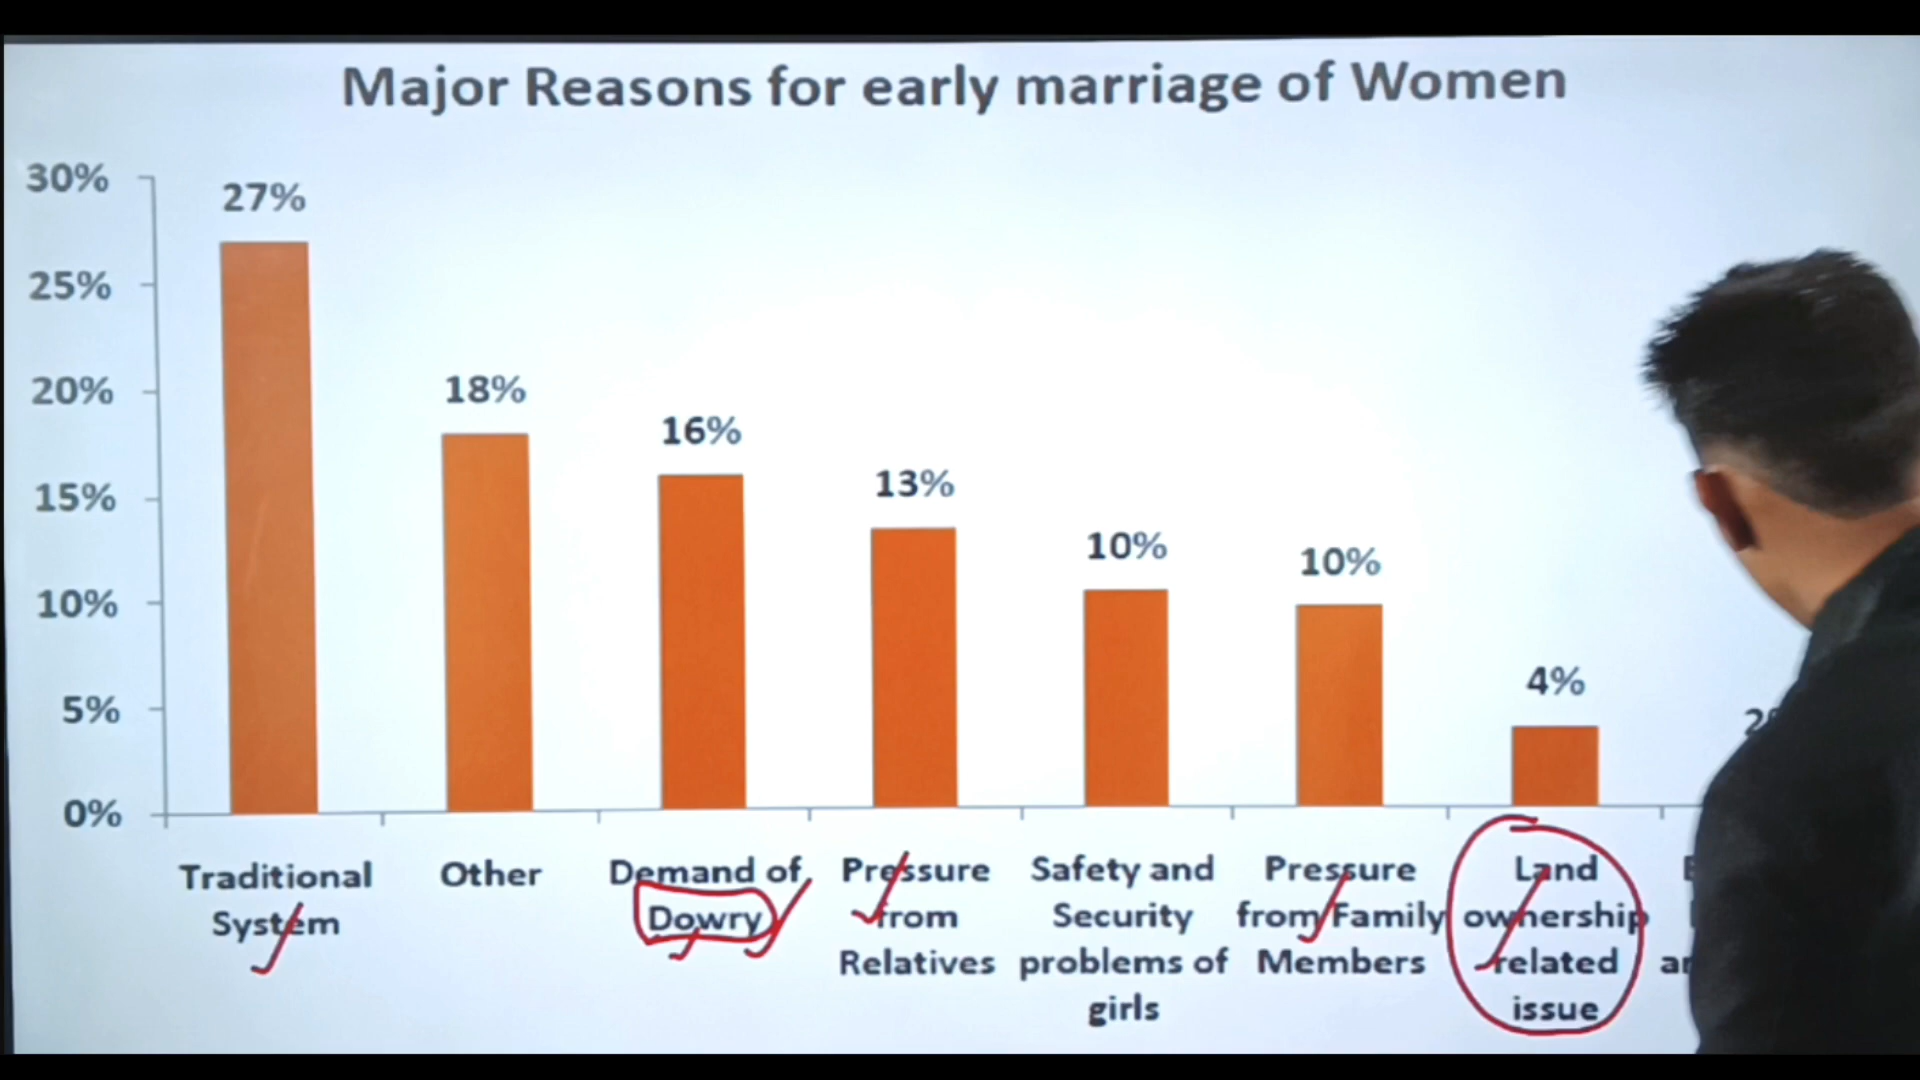 Major Reasons for early marriage of Women
30%
25%
20%
15%
10%
5%
0%
27%
18%
16%
13%
10%
10%
4%
Traditional
System
Other
Demand of
Dowry
Pressure
from
Relatives
Safety and
Security
problems of
girls
Pressure
from Family
Members
Land
ownership
related
issue